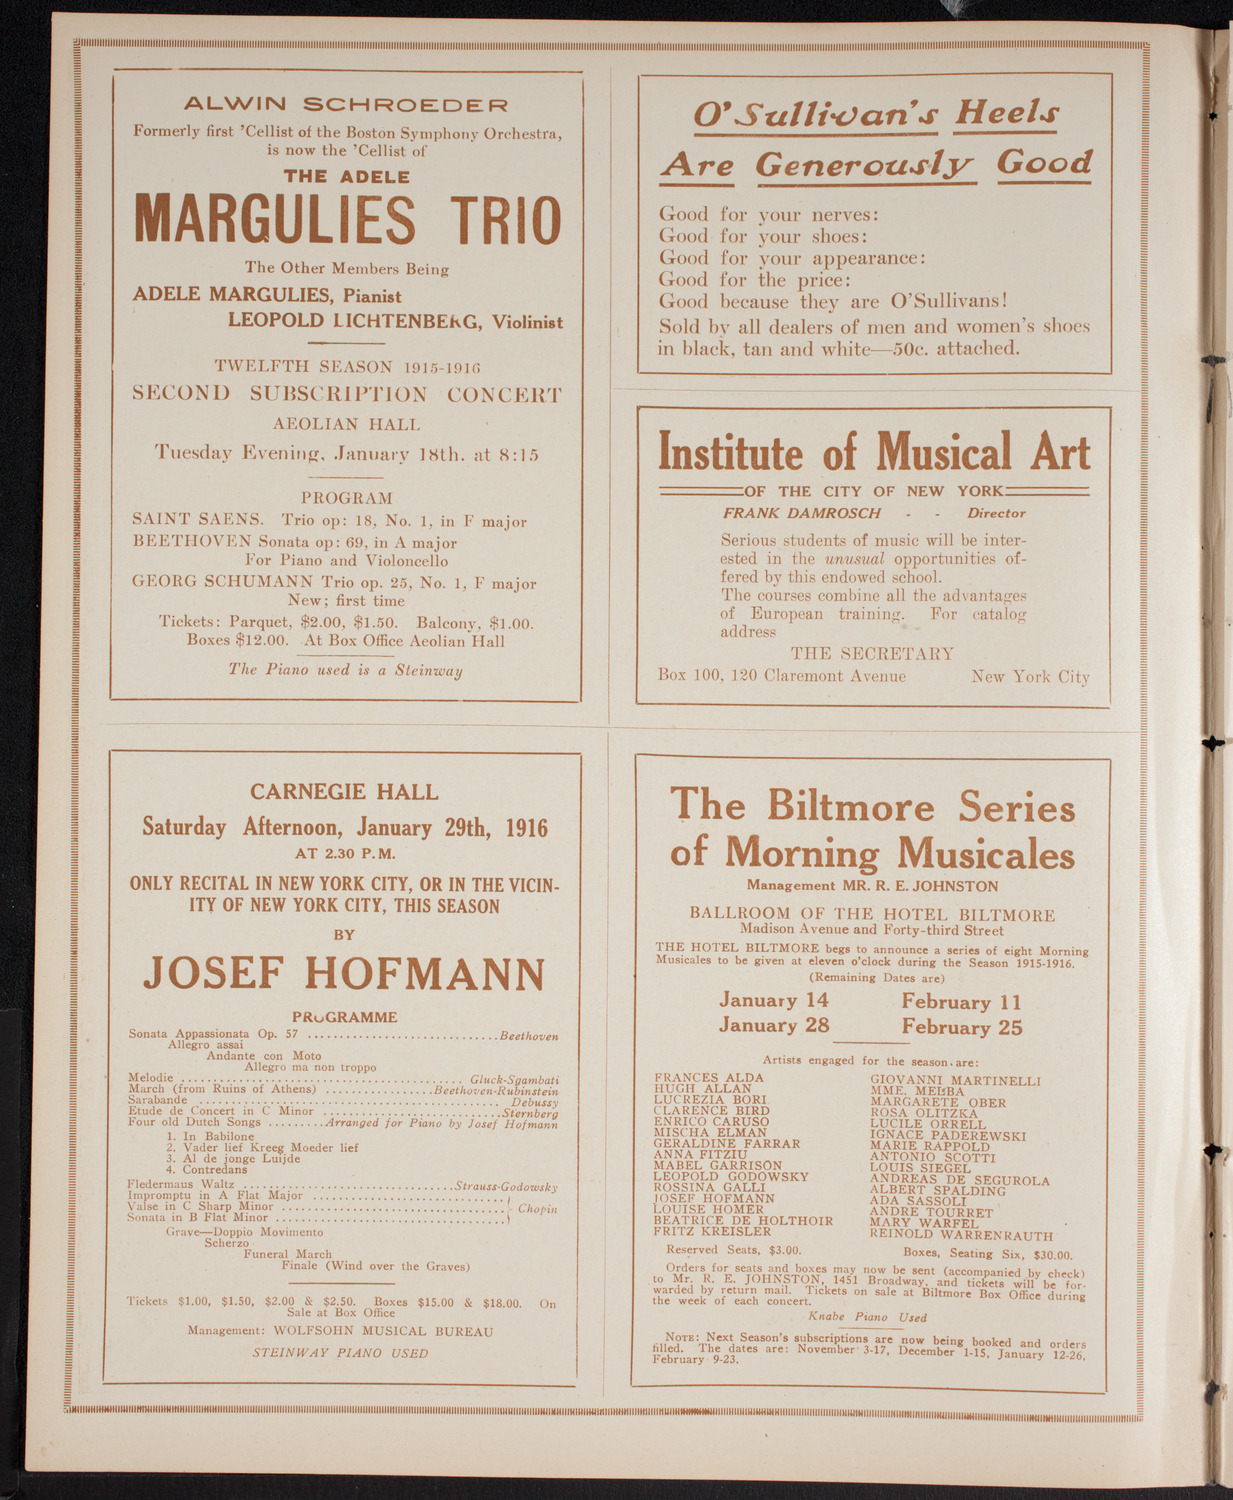 ALWIN SCHROEDER
Formerly first 'Cellist of the Boston Symphony Orchestra,
is now the 'Cellist of
THE ADELE
MARGULIES TRIO
The Other Members Being
ADELE MARGULIES, Pianist
LEOPOLD LICHTENBERG, Violinist
TWELFTH SEASON 1915-1916
SECOND SUBSCRIPTION CONCERT
AEOLIAN HALL
Tuesday Evening, January 18th, at 8:15
PROGRAM
SAINT SAENS. Trio op: 18, No. 1, in F major
BEETHOVEN Sonata op: 69, in A major
For Piano and Violoncello
GEORG SCHUMANN Trio op. 25, No. 1, F major
New; first time
Tickets: Parquet, $2.00, $1.50. Balcony, $1.00.
Boxes $12.00. At Box Office Aeolian Hall
The Piano used is a Steinway
O'Sullivan's Heels
Are Generously Good
Good for your nerves:
Good for your shoes:
Good for your appearance:
Good for the price:
Good because they are O'Sullivans!
Sold by all dealers of men and women's shoes
in black, tan and white—50c. attached.
Institute of Musical Art
OF THE CITY OF NEW YORK
FRANK DAMROSCH - - Director
Serious students of music will be inter-
ested in the unusual opportunities of-
fered by this endowed school.
The courses combine all the advantages
of European training. For catalog
address
THE SECRETARY
Box 100, 120 Claremont Avenue New York City
CARNEGIE HALL
Saturday Afternoon, January 29th, 1916
AT 2.30 P.M.
ONLY RECITAL IN NEW YORK CITY, OR IN THE VICIN-
ITY OF NEW YORK CITY, THIS SEASON
BY
JOSEF HOFMANN
PROGRAMME
Sonata Appassionata Op. 57 ............................Beethoven
Allegro assai
Andante con Moto
Allegro ma non troppo
Melodie .......................................... Gluck-Sgambati
March (from Ruins of Athens) ................Beethoven-Rubinstein
Sarabande ............................................. Debussy
Etude de Concert in C Minor ..........................Sternberg
Four old Dutch Songs .........Arranged for Piano by Josef Hofmann
1. In Babilone
2. Vader lief Kreeg Moeder lief
3. Al de jonge Luijde
4. Contredans
Fledermaus Waltz ...............................Strauss-Godowsky
Impromptu in A Flat Major ............................
Valse in C Sharp Minor ................................. Chopin
Sonata in B Flat Minor ..................................
Grave—Doppio Movimento
Scherzo
Funeral March
Finale (Wind over the Graves)
Tickets $1.00, $1.50, $2.00 & $2.50. Boxes $15.00 & $18.00. On
Sale at Box Office
Management: WOLFSOHN MUSICAL BUREAU
STEINWAY PIANO USED
The Biltmore Series
of Morning Musicales
Management MR. R. E. JOHNSTON
BALLROOM OF THE HOTEL BILTMORE
Madison Avenue and Forty-third Street
THE HOTEL BILTMORE begs to announce a series of eight Morning
Musicales to be given at eleven o'clock during the Season 1915-1916.
(Remaining Dates are)
January 14 February 11
January 28 February 25
Artists engaged for the season are:
FRANCES ALDA
HUGH ALLAN
LUCREZIA BORI
CLARENCE BIRD
ENRICO CARUSO
MISCHA ELMAN
GERALDINE FARRAR
ANNA FITZIU
MABEL GARRISON
LEOPOLD GODOWSKY
ROSSINA GALLI
JOSEF HOFMANN
LOUISE HOMER
BEATRICE DE HOLTHOIR
FRITZ KREISLER
GIOVANNI MARTINELLI
MME. MELBA
MARGARETE OBER
ROSA OLITZKA
LUCILE ORRELL
IGNACE PADEREWSKI
MARIE RAPPOLD
ANTONIO SCOTTI
LOUIS SIEGEL
ANDREAS DE SEGUROLA
ALBERT SPALDING
ADA SASSOLI
ANDRE TOURRET
MARY WARFEL
REINOLD WARRENRAUTH
Reserved Seats, $3.00. Boxes, Seating Six, $30.00.
Orders for seats and boxes may now be sent (accompanied by check)
to Mr. R. E. JOHNSTON, 1451 Broadway, and tickets will be for-
warded by return mail. Tickets on sale at Biltmore Box Office during
the week of each concert.
Knabe Piano Used
NOTE: Next Season's subscriptions are now being booked and orders
filled. The dates are: November 3-17, December 1-15, January 12-26,
February 9-23.